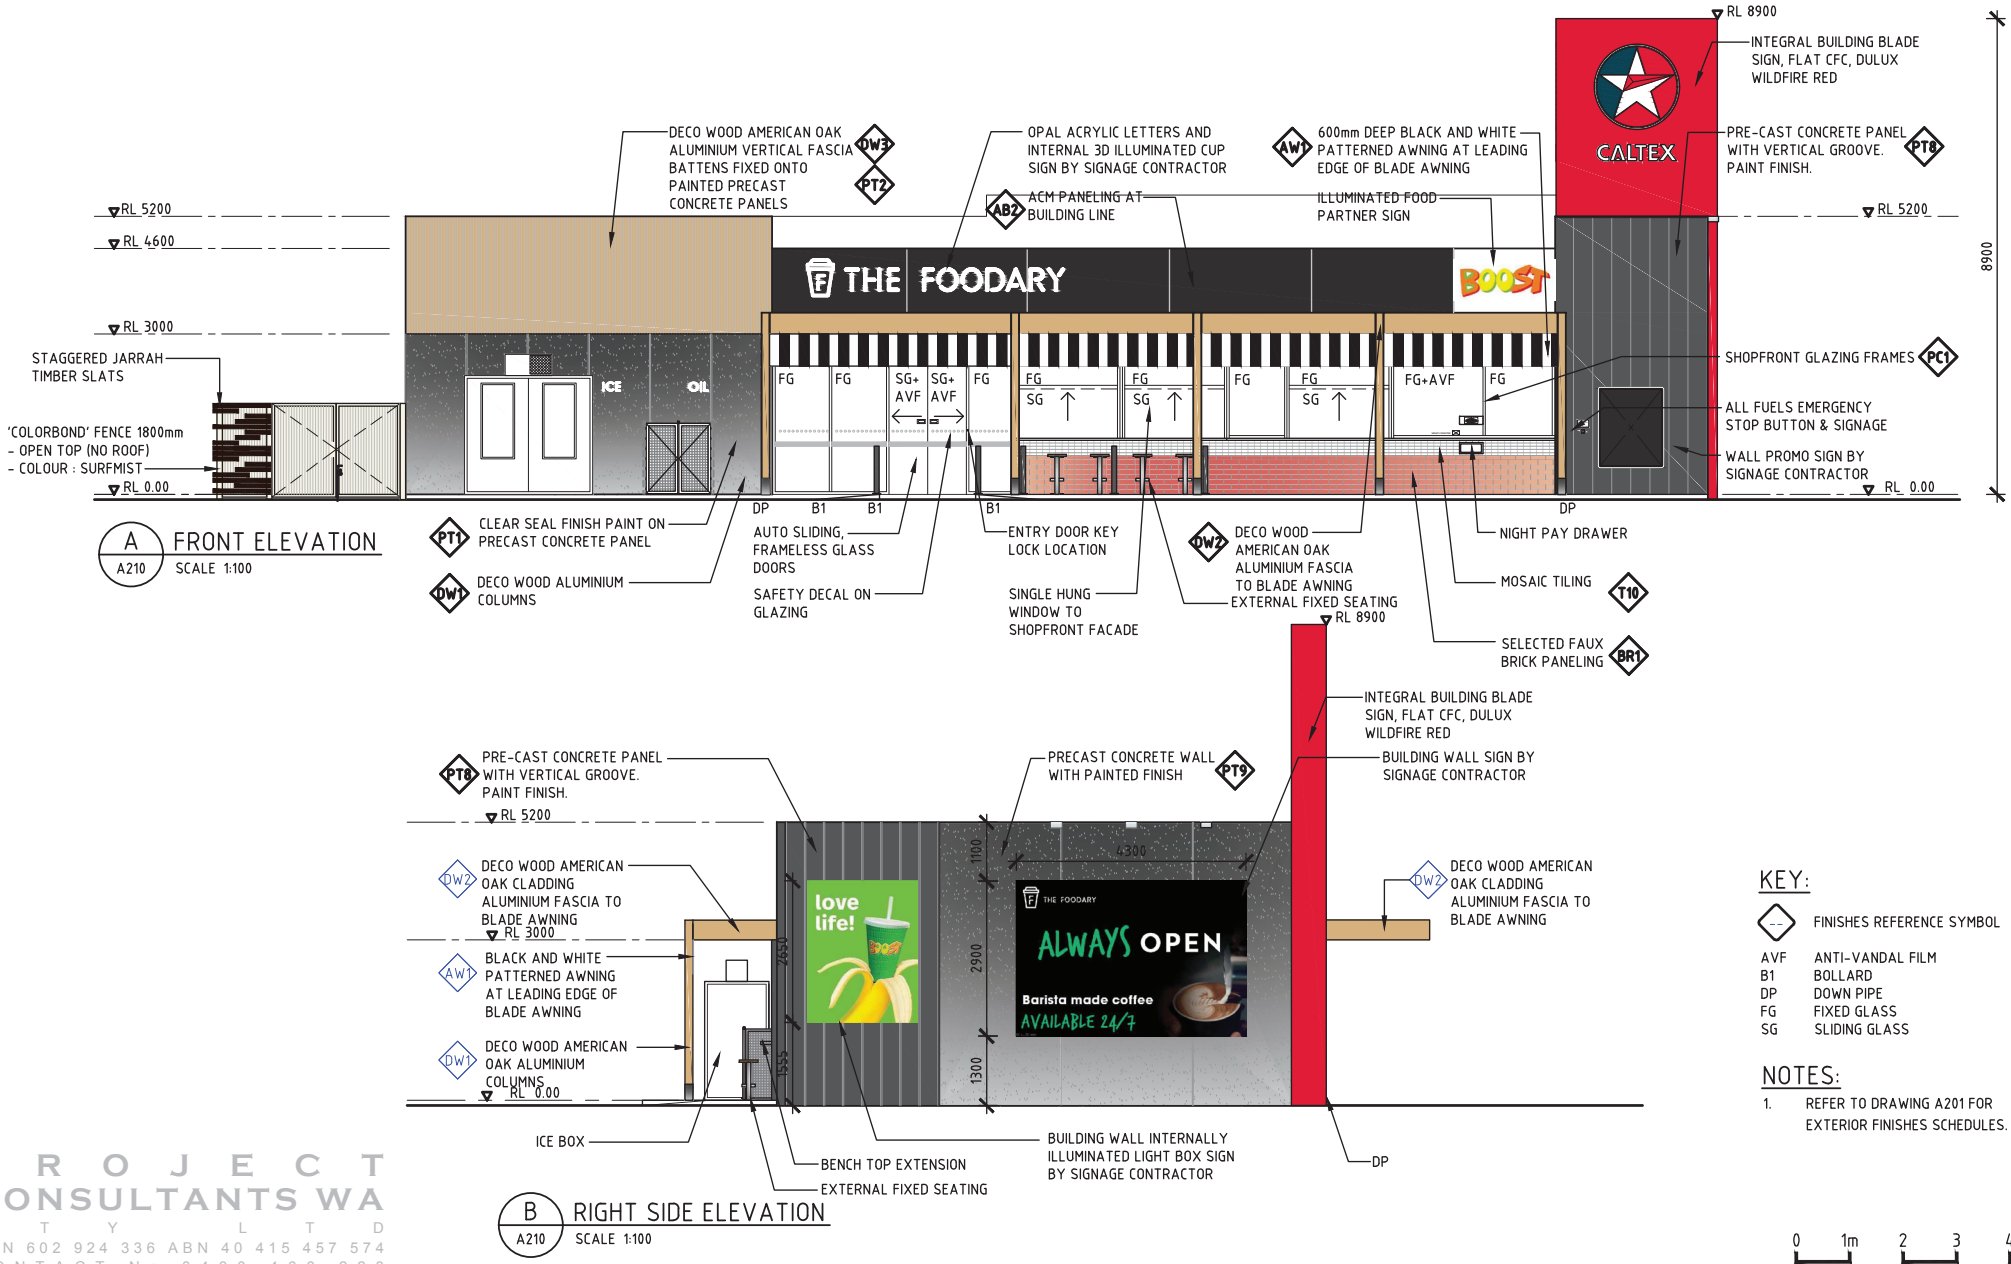 RL 8900
INTEGRAL BUILDING BLADE
SIGN, FLAT CFC, DULUX
WILDFIRE RED
CALTEX
8900
DECO WOOD AMERICAN OAK
ALUMINIUM VERTICAL FASCIA
BATTENS FIXED ONTO
PAINTED PRECAST
CONCRETE PANELS
DW3
PT2
OPAL ACRYLIC LETTERS AND
INTERNAL 3D ILLUMINATED CUP
SIGN BY SIGNAGE CONTRACTOR
AB2
ACM PANELING AT
BUILDING LINE
AW1
600mm DEEP BLACK AND WHITE
PATTERNED AWNING AT LEADING
EDGE OF BLADE AWNING
ILLUMINATED FOOD
PARTNER SIGN
PRE-CAST CONCRETE PANEL
WITH VERTICAL GROOVE.
PAINT FINISH.
PT8
RL 5200
RL 5200
RL 4600
RL 3000
F THE FOODARY
BOOST
STAGGERED JARRAH
TIMBER SLATS
'COLORBOND' FENCE 1800mm
- OPEN TOP (NO ROOF)
- COLOUR : SURFMIST
RL 0.00
ICE
OIL
FG
FG
SG+
AVF
SG+
AVF
FG
FG
SG
FG
SG
FG
FG
SG
FG+AVF
FG
SHOPFRONT GLAZING FRAMES
PC1
ALL FUELS EMERGENCY
STOP BUTTON & SIGNAGE
WALL PROMO SIGN BY
SIGNAGE CONTRACTOR
RL 0.00
DP
B1
B1
B1
DP
A
A210
FRONT ELEVATION
SCALE 1:100
PT1
CLEAR SEAL FINISH PAINT ON
PRECAST CONCRETE PANEL
DW1
DECO WOOD ALUMINIUM
COLUMNS
AUTO SLIDING,
FRAMELESS GLASS
DOORS
SAFETY DECAL ON
GLAZING
ENTRY DOOR KEY
LOCK LOCATION
SINGLE HUNG
WINDOW TO
SHOPFRONT FACADE
DW2
DECO WOOD
AMERICAN OAK
ALUMINIUM FASCIA
TO BLADE AWNING
EXTERNAL FIXED SEATING
NIGHT PAY DRAWER
MOSAIC TILING
T10
SELECTED FAUX
BRICK PANELING
BR1
RL 8900
INTEGRAL BUILDING BLADE
SIGN, FLAT CFC, DULUX
WILDFIRE RED
BUILDING WALL SIGN BY
SIGNAGE CONTRACTOR
PT8
PRE-CAST CONCRETE PANEL
WITH VERTICAL GROOVE.
PAINT FINISH.
PRECAST CONCRETE WALL
WITH PAINTED FINISH
PT9
RL 5200
DW2
DECO WOOD AMERICAN
OAK CLADDING
ALUMINIUM FASCIA TO
BLADE AWNING
RL 3000
AW1
BLACK AND WHITE
PATTERNED AWNING
AT LEADING EDGE OF
BLADE AWNING
DW1
DECO WOOD AMERICAN
OAK ALUMINIUM
COLUMNS
RL 0.00
love
life!
BOOST
2650
1555
1100
2900
1300
4300
F THE FOODARY
ALWAYS OPEN
Barista made coffee
AVAILABLE 24/7
DW2
DECO WOOD AMERICAN
OAK CLADDING
ALUMINIUM FASCIA TO
BLADE AWNING
ICE BOX
BENCH TOP EXTENSION
EXTERNAL FIXED SEATING
BUILDING WALL INTERNALLY
ILLUMINATED LIGHT BOX SIGN
BY SIGNAGE CONTRACTOR
DP
B
A210
RIGHT SIDE ELEVATION
SCALE 1:100
KEY:
-- FINISHES REFERENCE SYMBOL
AVF ANTI-VANDAL FILM
B1 BOLLARD
DP DOWN PIPE
FG FIXED GLASS
SG SLIDING GLASS
NOTES:
1. REFER TO DRAWING A201 FOR
EXTERIOR FINISHES SCHEDULES.
R O J E C T
ONSULTANTS WA
T Y L T D
N 602 924 336 ABN 40 415 457 574
0 1m 2 3 4